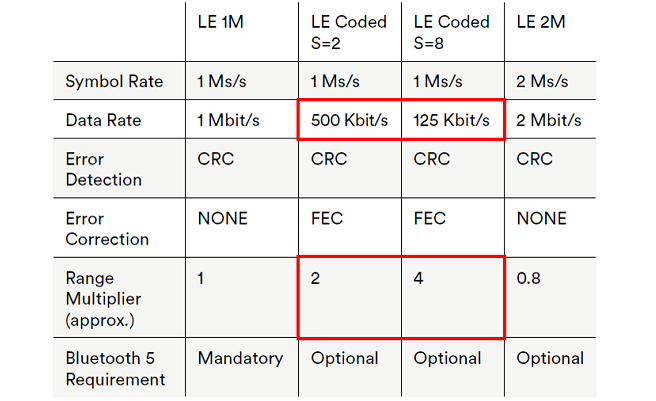 LE 1M LE Coded S=2 LE Coded S=8 LE 2M
Symbol Rate 1 Ms/s 1 Ms/s 1 Ms/s 2 Ms/s
Data Rate 1 Mbit/s 500 Kbit/s 125 Kbit/s 2 Mbit/s
Error Detection CRC CRC CRC CRC
Error Correction NONE FEC FEC NONE
Range Multiplier (approx.) 1 2 4 0.8
Bluetooth 5 Requirement Mandatory Optional Optional Optional